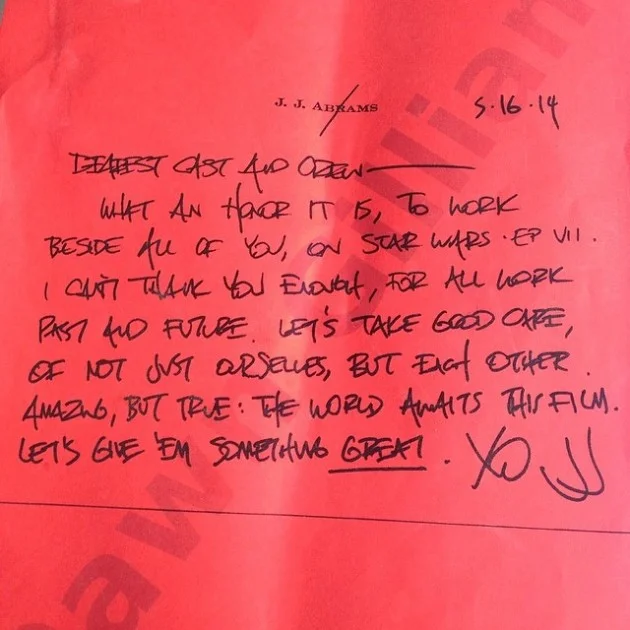 J. J. ABRAMS
5·16·14
DEAREST CAST AND CREW—
WHAT AN HONOR IT IS, TO WORK
BESIDE ALL OF YOU, ON STAR WARS · EP VII.
I CAN'T THANK YOU ENOUGH, FOR ALL WORK
PAST AND FUTURE. LET'S TAKE GOOD CARE,
OF NOT JUST OURSELVES, BUT EACH OTHER.
AMAZING, BUT TRUE: THE WORLD AWAITS THIS FILM.
LET'S GIVE 'EM SOMETHING GREAT. XO JJ